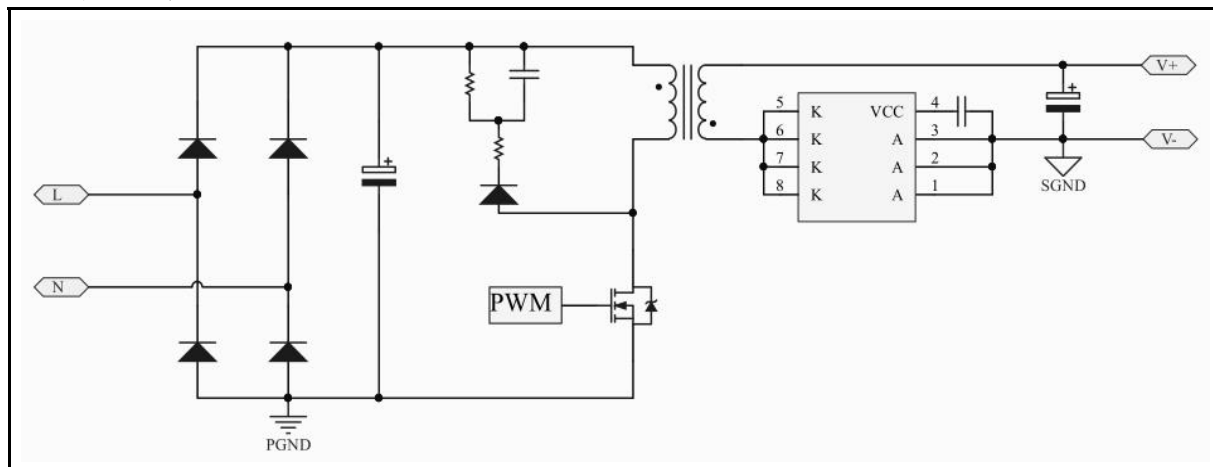 V+
5 K VCC 4
6 K A 3
V-
7 K A 2
8 K A 1
SGND
L
N
PWM
PGND